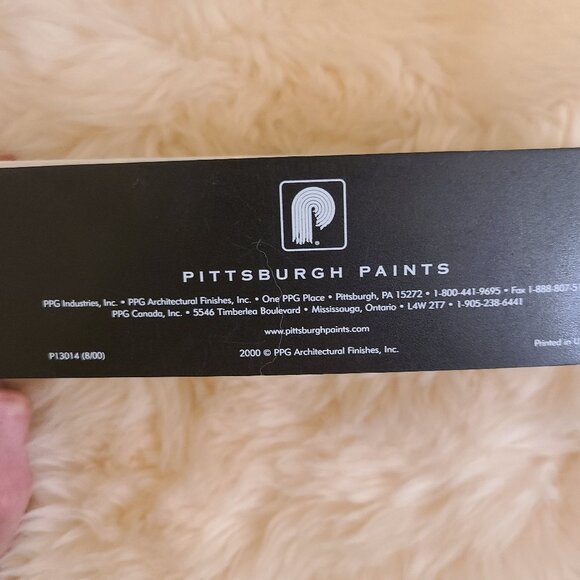 PITTSBURGH PAINTS
PPG Industries, Inc. • PPG Architectural Finishes, Inc. • One PPG Place • Pittsburgh, PA 15272 • 1-800-441-9695 • Fax 1-888-807-5
PPG Canada, Inc. • 5546 Timberlea Boulevard • Mississauga, Ontario • L4W 2T7 • 1-905-238-6441
www.pittsburghpaints.com
P13014 (8/00) 2000 © PPG Architectural Finishes, Inc. Printed in